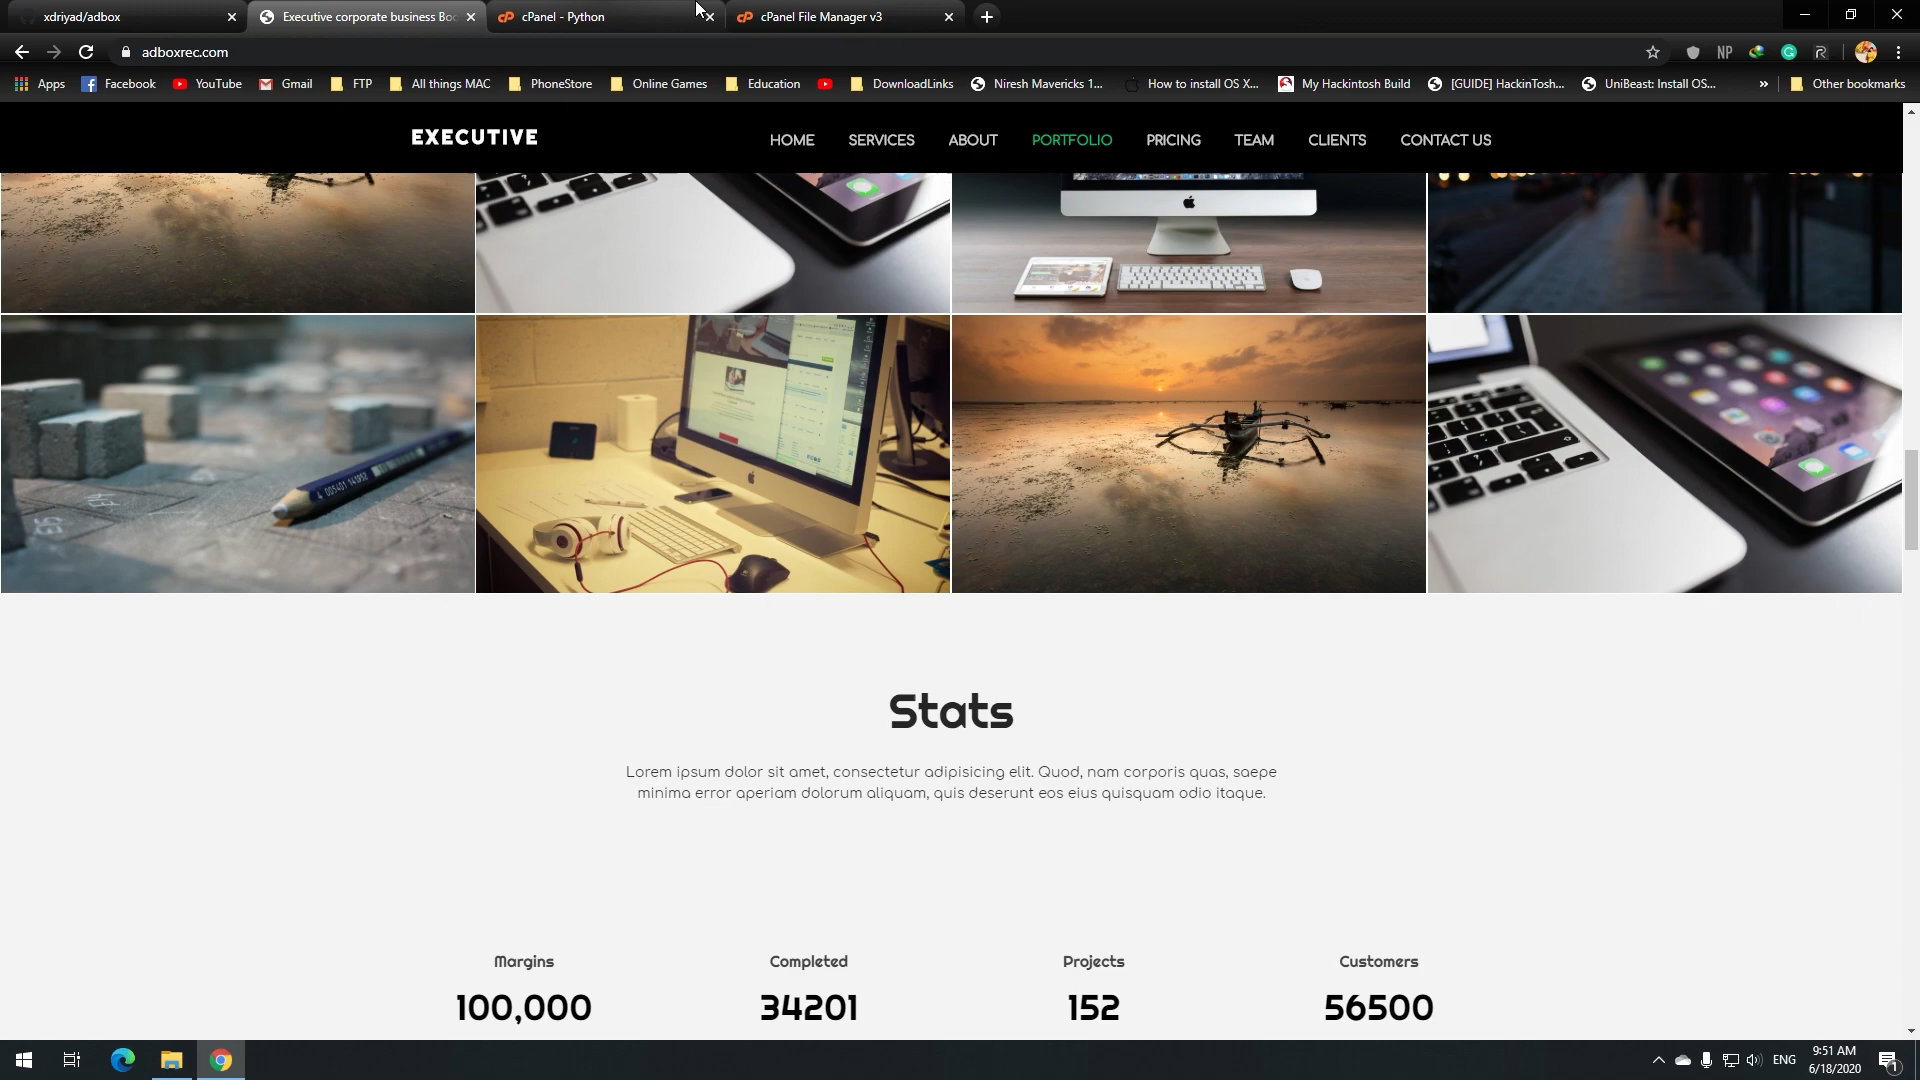 xdriyad/adbox
Executive corporate business Boo
cPanel - Python
cPanel File Manager v3
adboxrec.com
NP
Apps
Facebook
YouTube
Gmail
FTP
All things MAC
PhoneStore
Online Games
Education
DownloadLinks
Niresh Mavericks 1...
How to install OS X...
My Hackintosh Build
[GUIDE] HackinTosh...
UniBeast: Install OS...
»
Other bookmarks
EXECUTIVE
HOME
SERVICES
ABOUT
PORTFOLIO
PRICING
TEAM
CLIENTS
CONTACT US
Stats
Lorem ipsum dolor sit amet, consectetur adipisicing elit. Quod, nam corporis quas, saepe
minima error aperiam dolorum aliquam, quis deserunt eos eius quisquam odio itaque.
Margins
Completed
Projects
Customers
100,000
34201
152
56500
ENG
9:51 AM
6/18/2020
1